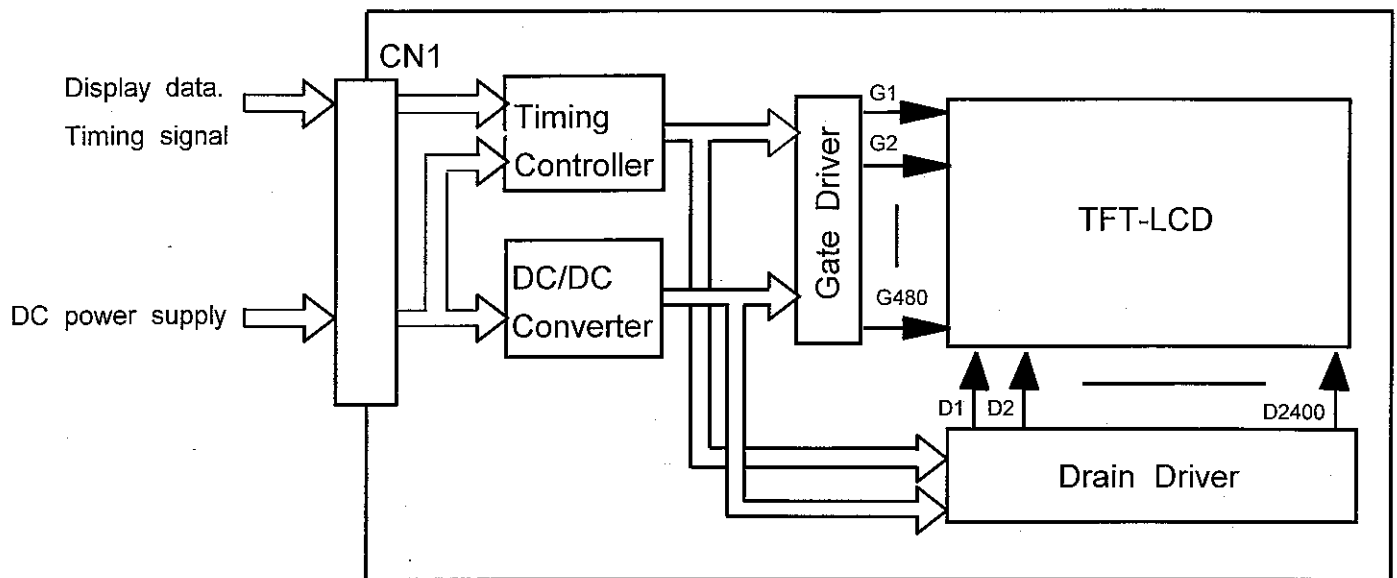 CN1
Display data.
Timing signal
DC power supply
Timing
Controller
DC/DC
Converter
Gate Driver
G1
G2
G480
TFT-LCD
D1
D2
D2400
Drain Driver